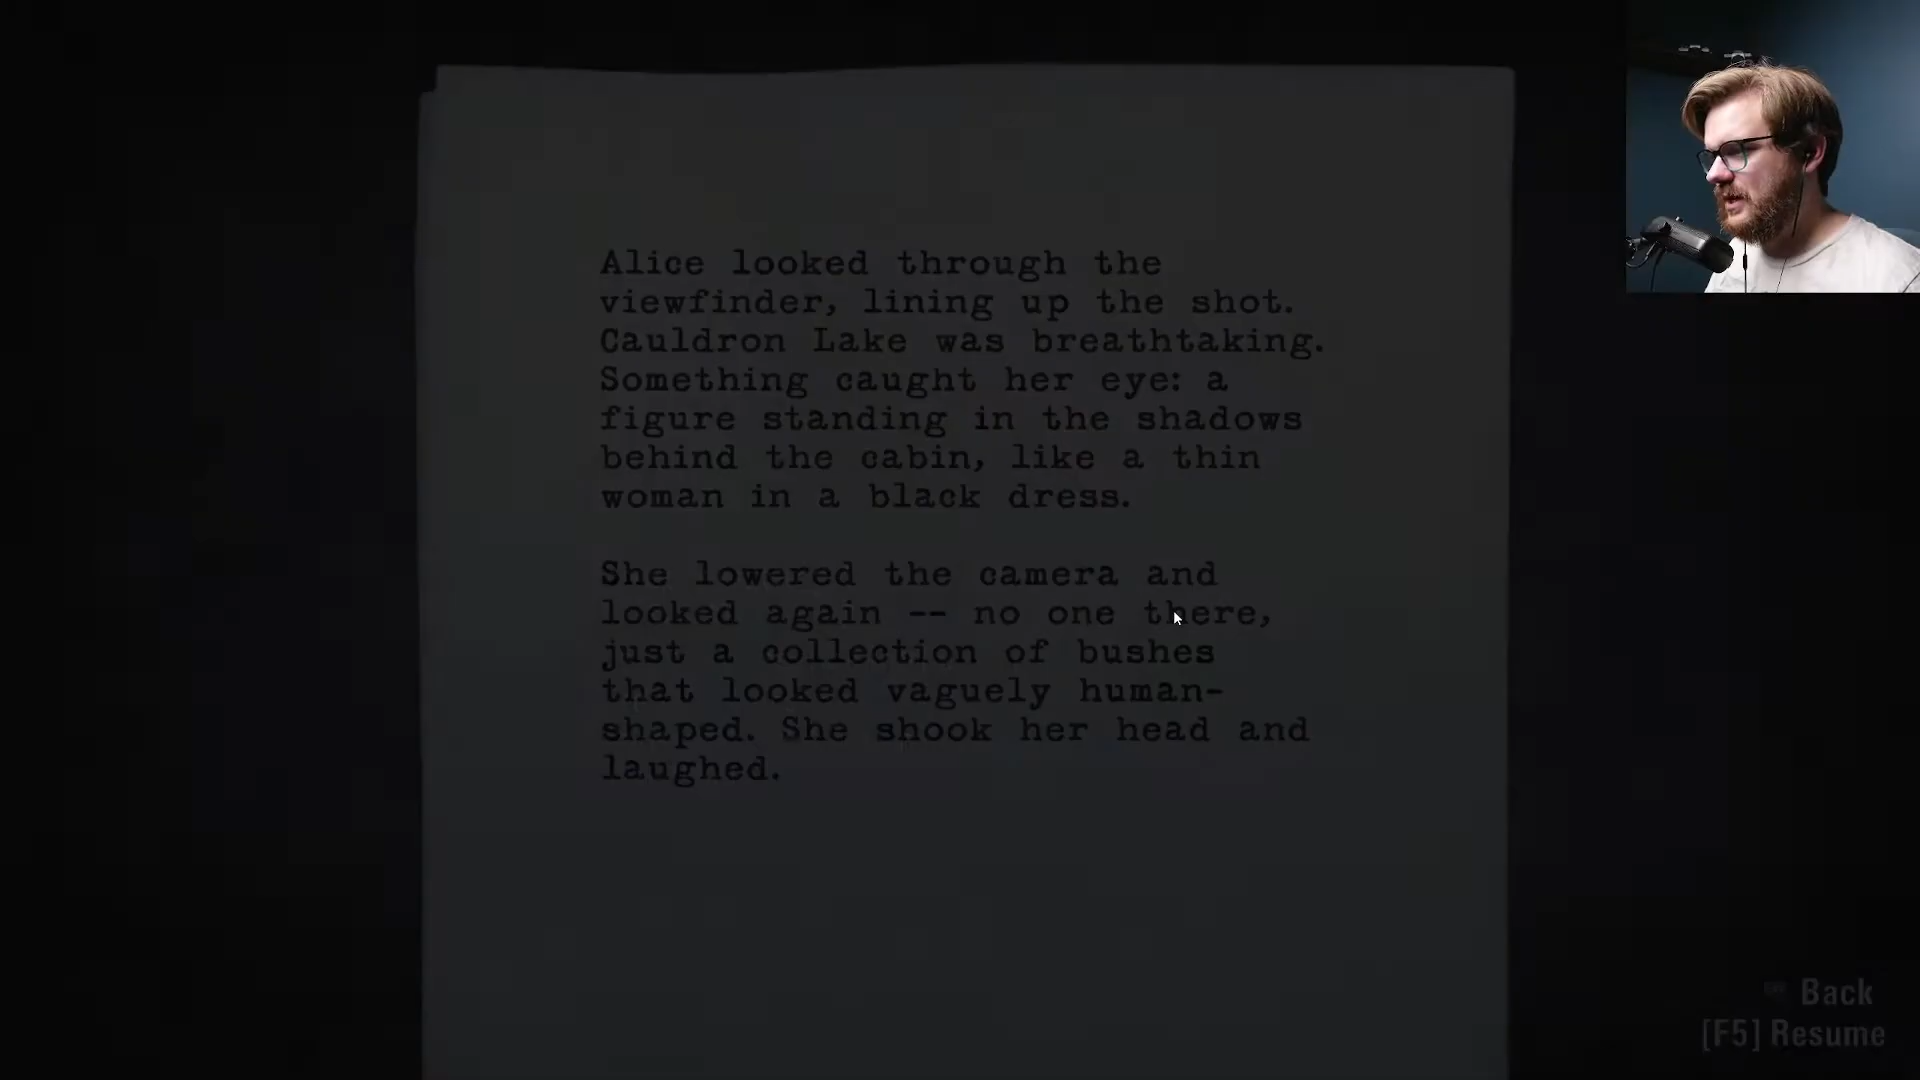 Alice looked through the
viewfinder, lining up the shot.
Cauldron Lake was breathtaking.
Something caught her eye: a
figure standing in the shadows
behind the cabin, like a thin
woman in a black dress.
She lowered the camera and
looked again -- no one there,
just a collection of bushes
that looked vaguely human-
shaped. She shook her head and
laughed.
Back
[F5] Resume